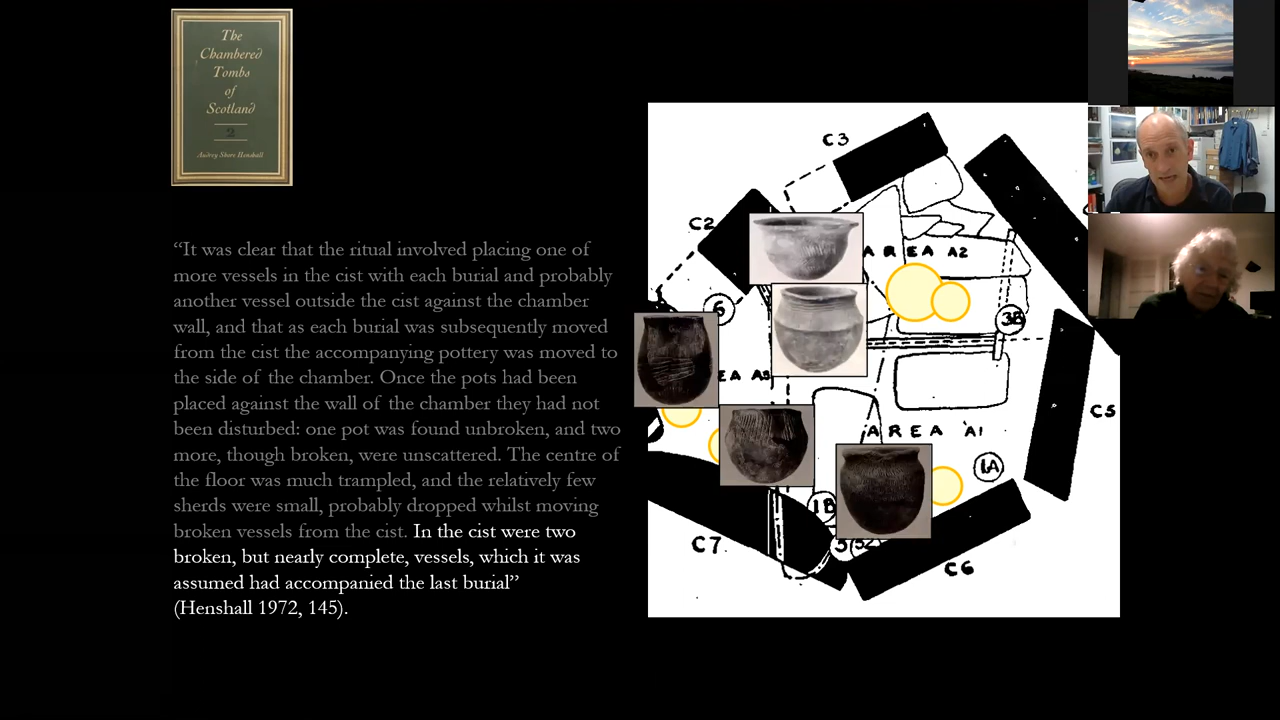 The
Chambered
Tombs
of
Scotland
2
Audrey Shore Henshall
“It was clear that the ritual involved placing one of
more vessels in the cist with each burial and probably
another vessel outside the cist against the chamber
wall, and that as each burial was subsequently moved
from the cist the accompanying pottery was moved to
the side of the chamber. Once the pots had been
placed against the wall of the chamber they had not
been disturbed: one pot was found unbroken, and two
more, though broken, were unscattered. The centre of
the floor was much trampled, and the relatively few
sherds were small, probably dropped whilst moving
broken vessels from the cist. In the cist were two
broken, but nearly complete, vessels, which it was
assumed had accompanied the last burial”
(Henshall 1972, 145).
C3
C2
AREA A2
6
3B
EA A3
C5
AREA A1
1A
1B
C7
C6